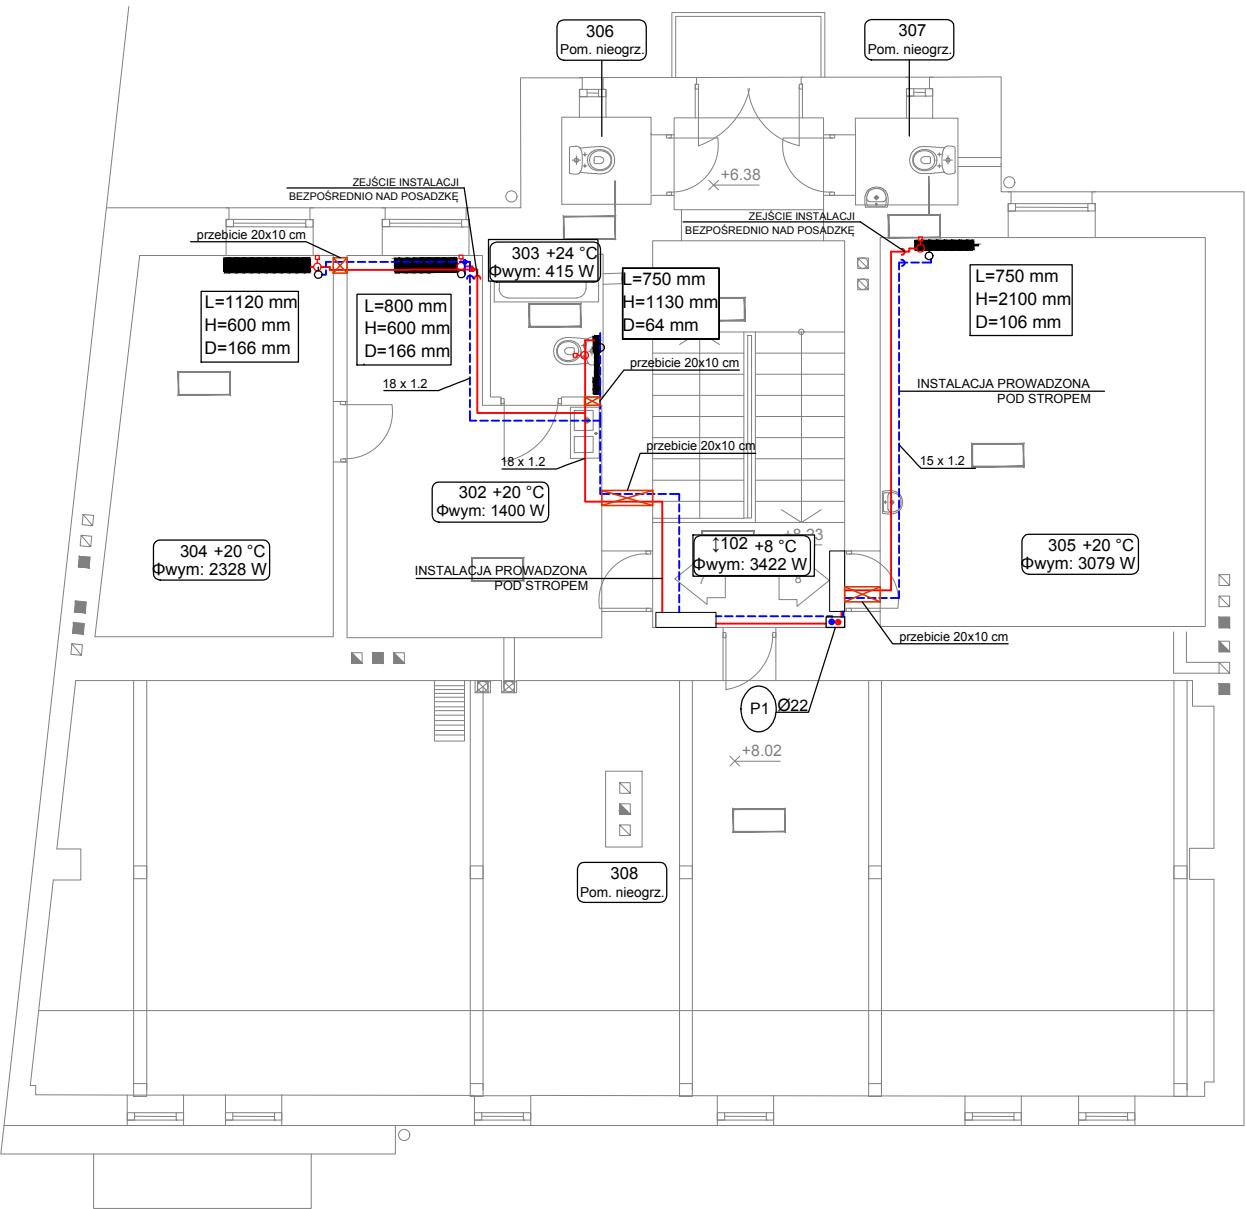 306
Pom. nieogrz.
307
Pom. nieogrz.
+6.38
ZEJŚCIE INSTALACJI
BEZPOŚREDNIO NAD POSADZKĘ
ZEJŚCIE INSTALACJI
BEZPOŚREDNIO NAD POSADZKĘ
przebicie 20x10 cm
303 +24 °C
Φwym: 415 W
L=1120 mm
H=600 mm
D=166 mm
L=800 mm
H=600 mm
D=166 mm
L=750 mm
H=1130 mm
D=64 mm
L=750 mm
H=2100 mm
D=106 mm
18 x 1.2
przebicie 20x10 cm
INSTALACJA PROWADZONA
POD STROPEM
przebicie 20x10 cm
18 x 1.2
15 x 1.2
302 +20 °C
Φwym: 1400 W
304 +20 °C
Φwym: 2328 W
INSTALACJA PROWADZONA
POD STROPEM
↕102 +8 °C
Φwym: 3422 W
305 +20 °C
Φwym: 3079 W
8
przebicie 20x10 cm
P1
Ø22
+8.02
308
Pom. nieogrz.